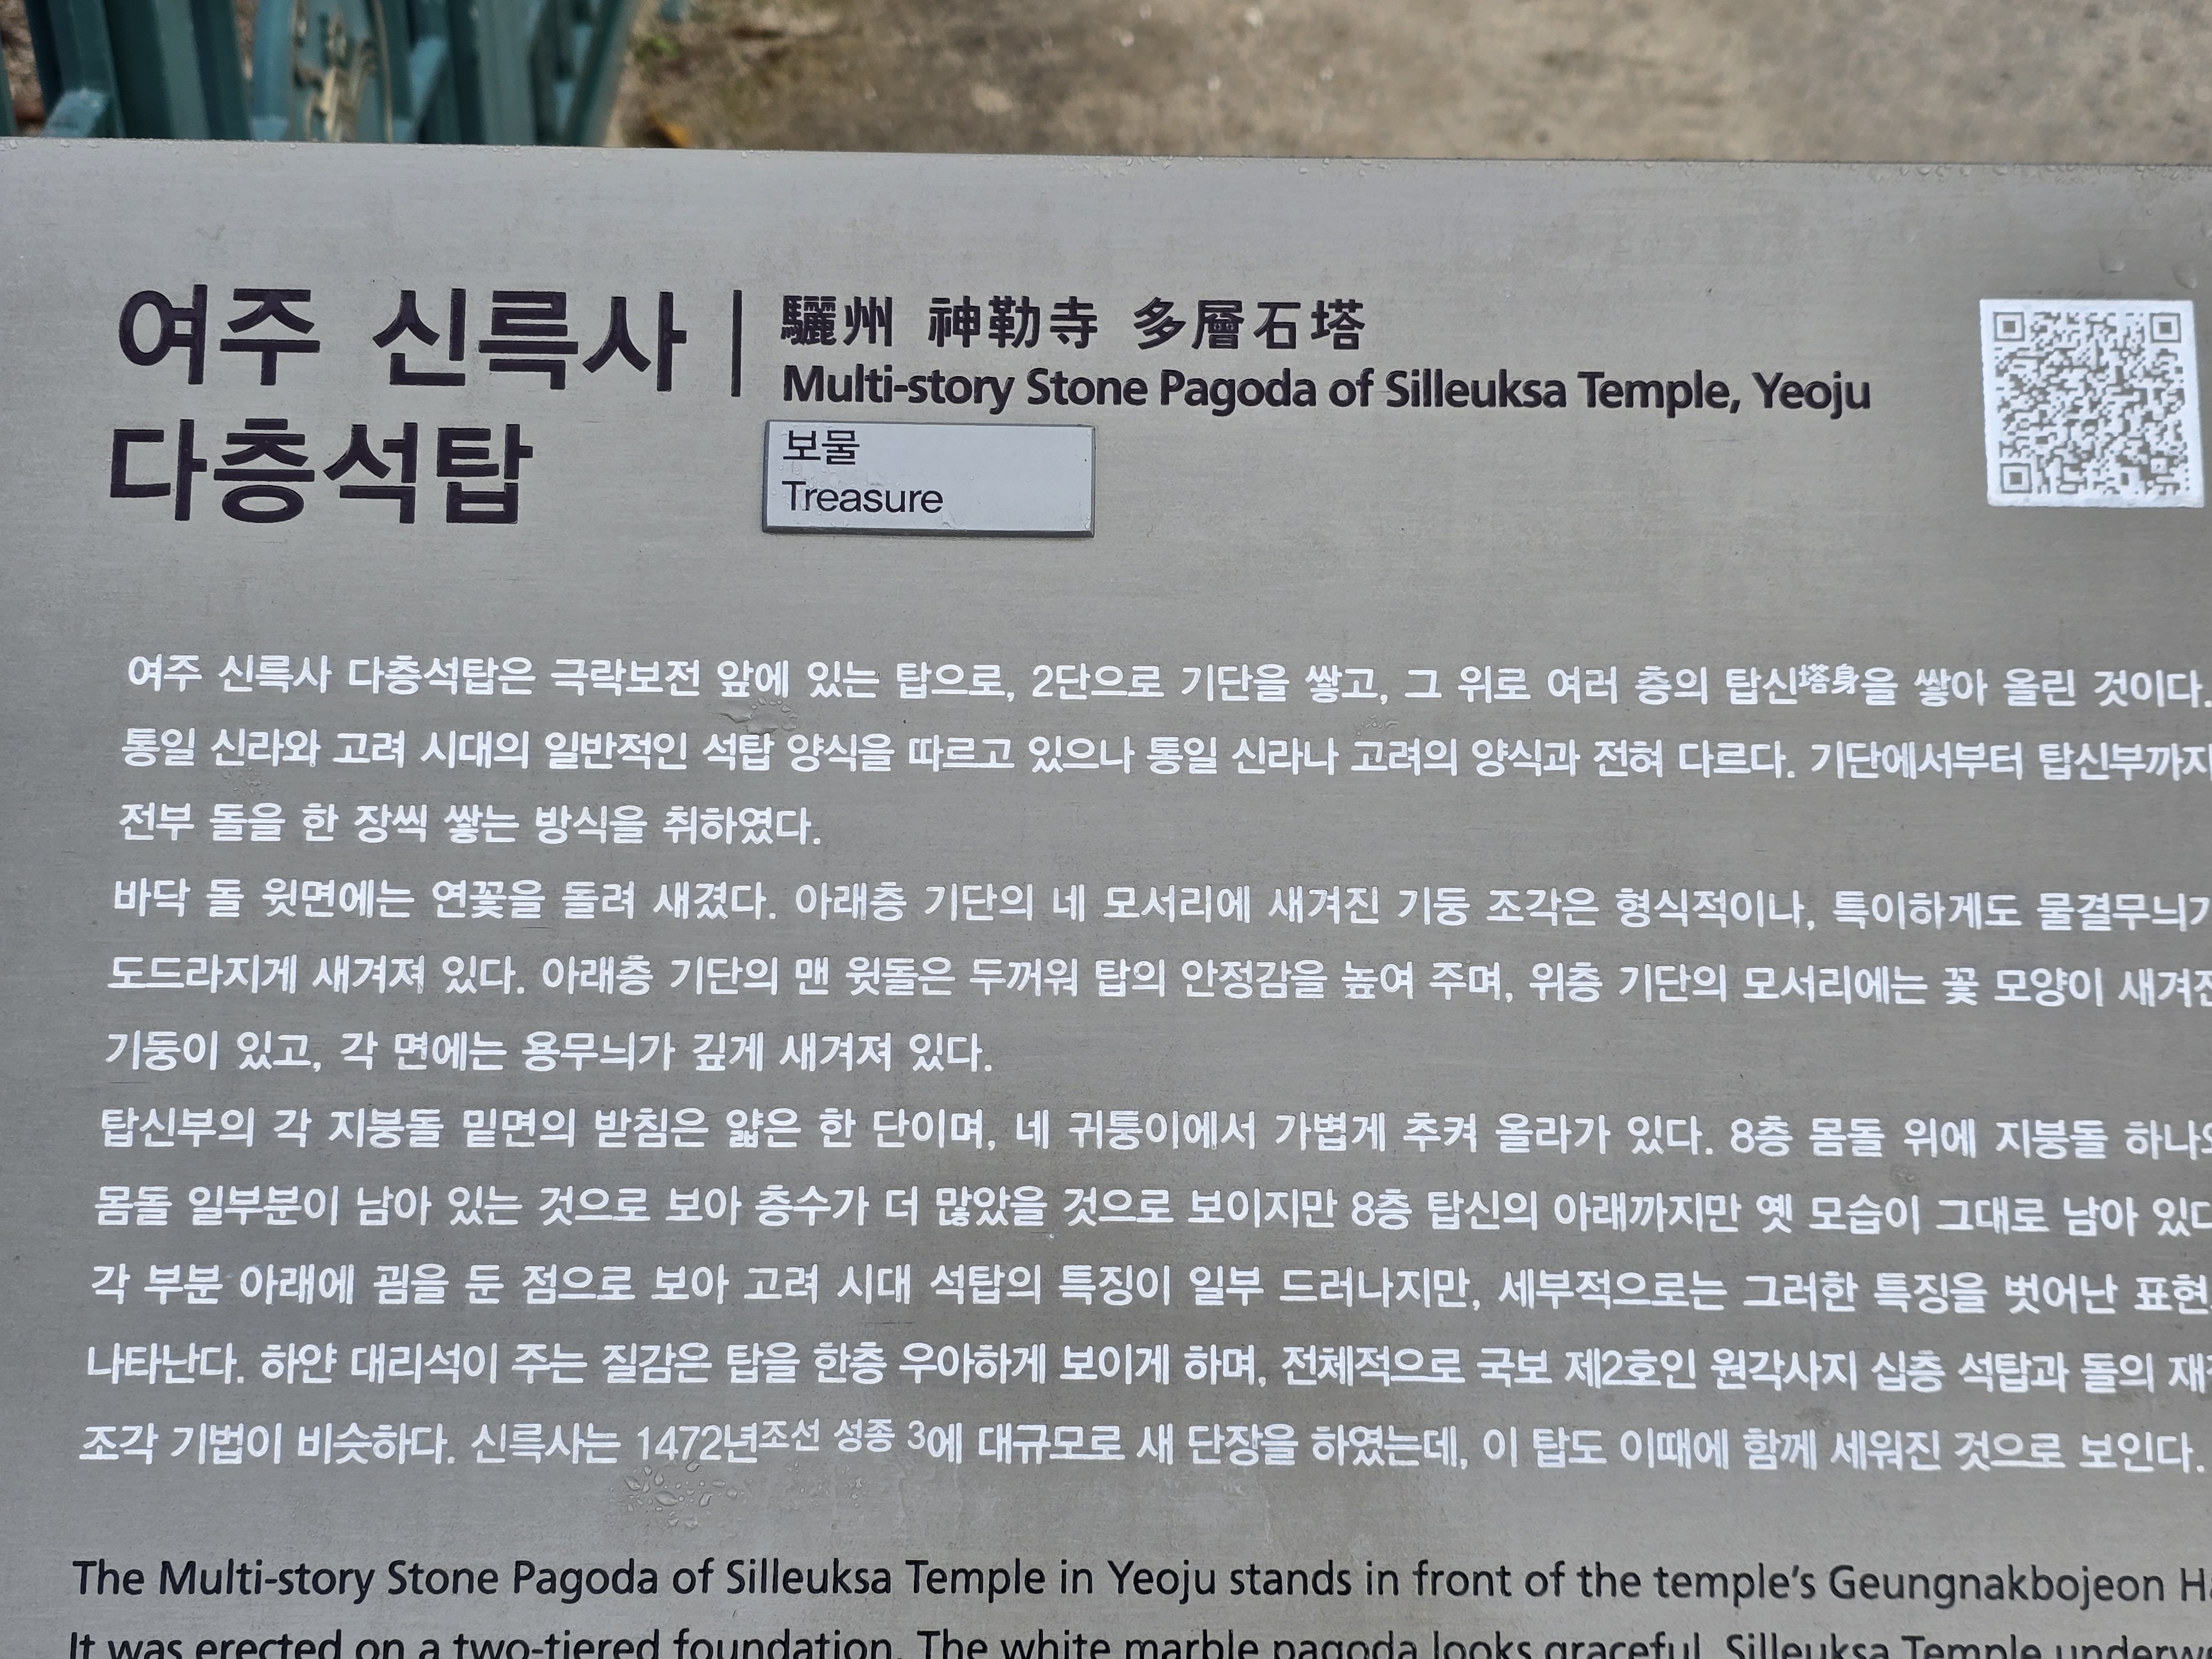 여주 신륵사
다층석탑
驪州 神勒寺 多層石塔
Multi-story Stone Pagoda of Silleuksa Temple, Yeoju
보물
Treasure
여주 신륵사 다층석탑은 극락보전 앞에 있는 탑으로, 2단으로 기단을 쌓고, 그 위로 여러 층의 탑신塔身을 쌓아 올린 것이다.
통일 신라와 고려 시대의 일반적인 석탑 양식을 따르고 있으나 통일 신라나 고려의 양식과 전혀 다르다. 기단에서부터 탑신부까지
전부 돌을 한 장씩 쌓는 방식을 취하였다.
바닥 돌 윗면에는 연꽃을 돌려 새겼다. 아래층 기단의 네 모서리에 새겨진 기둥 조각은 형식적이나, 특이하게도 물결무늬가
도드라지게 새겨져 있다. 아래층 기단의 맨 윗돌은 두꺼워 탑의 안정감을 높여 주며, 위층 기단의 모서리에는 꽃 모양이 새겨진
기둥이 있고, 각 면에는 용무늬가 깊게 새겨져 있다.
탑신부의 각 지붕돌 밑면의 받침은 얇은 한 단이며, 네 귀퉁이에서 가볍게 추켜 올라가 있다. 8층 몸돌 위에 지붕돌 하나와
몸돌 일부분이 남아 있는 것으로 보아 층수가 더 많았을 것으로 보이지만 8층 탑신의 아래까지만 옛 모습이 그대로 남아 있다
각 부분 아래에 굄을 둔 점으로 보아 고려 시대 석탑의 특징이 일부 드러나지만, 세부적으로는 그러한 특징을 벗어난 표현
나타난다. 하얀 대리석이 주는 질감은 탑을 한층 우아하게 보이게 하며, 전체적으로 국보 제2호인 원각사지 십층 석탑과 돌의
조각 기법이 비슷하다. 신륵사는 1472년조선 성종 3에 대규모로 새 단장을 하였는데, 이 탑도 이때에 함께 세워진 것으로 보인다.
The Multi-story Stone Pagoda of Silleuksa Temple in Yeoju stands in front of the temple's Geungnakbojeon
It was erected on a two-tiered foundation. The white marble pagoda looks graceful. Silleuksa Temple